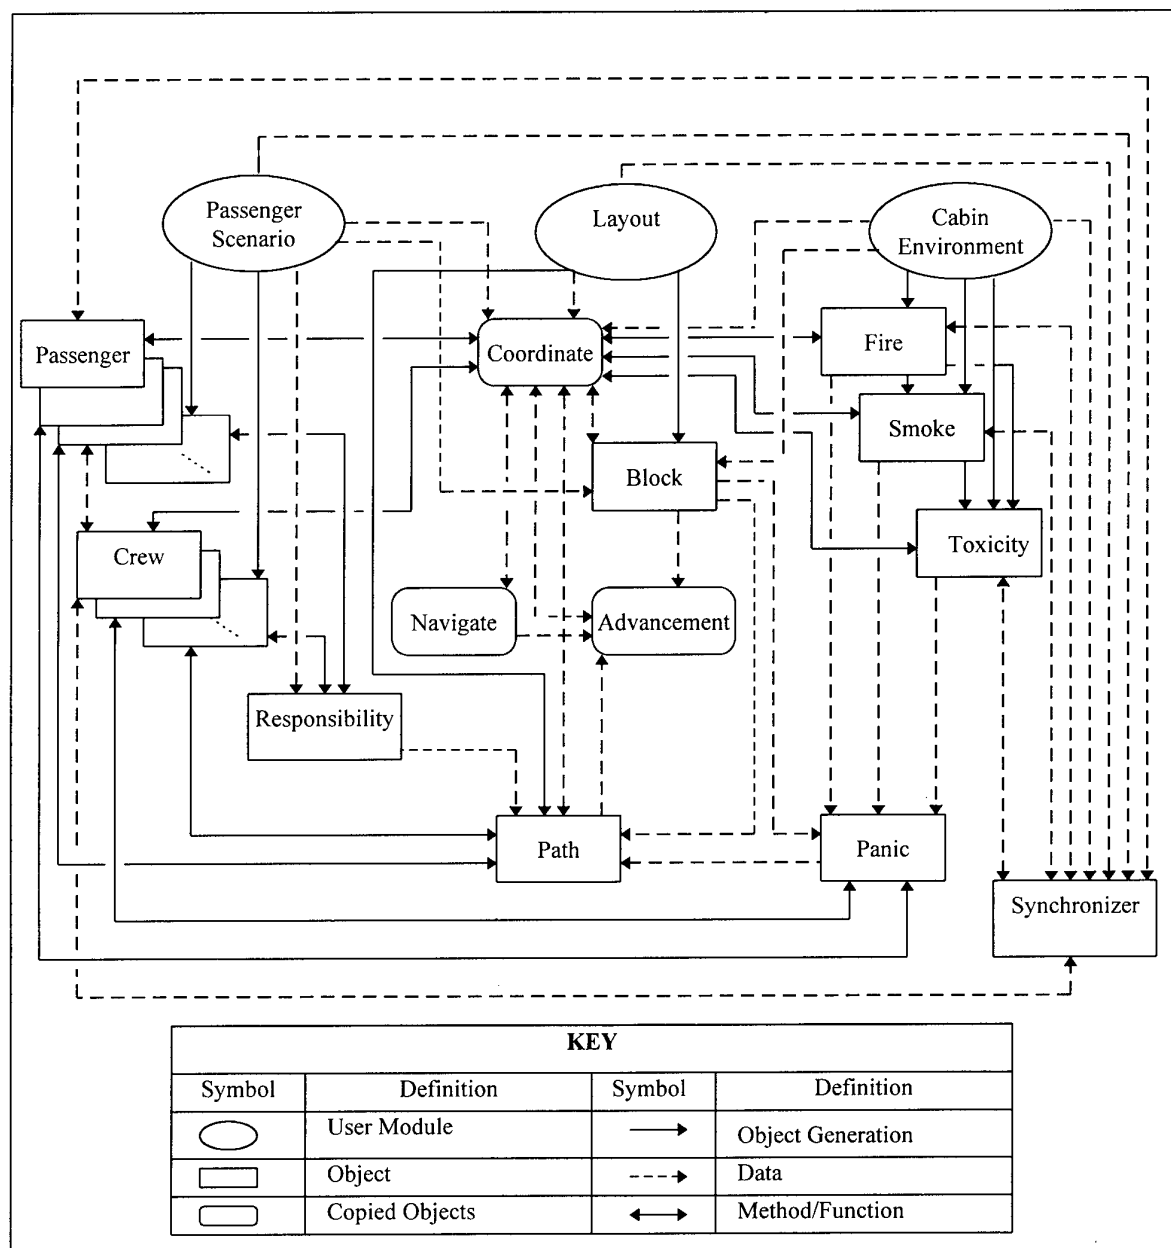 Passenger
Scenario
Layout
Cabin
Environment
Passenger
Coordinate
Fire
Smoke
Block
Crew
Toxicity
Navigate
Advancement
Responsibility
Path
Panic
Synchronizer
KEY
Symbol Definition Symbol Definition
User Module Object Generation
Object Data
Copied Objects Method/Function